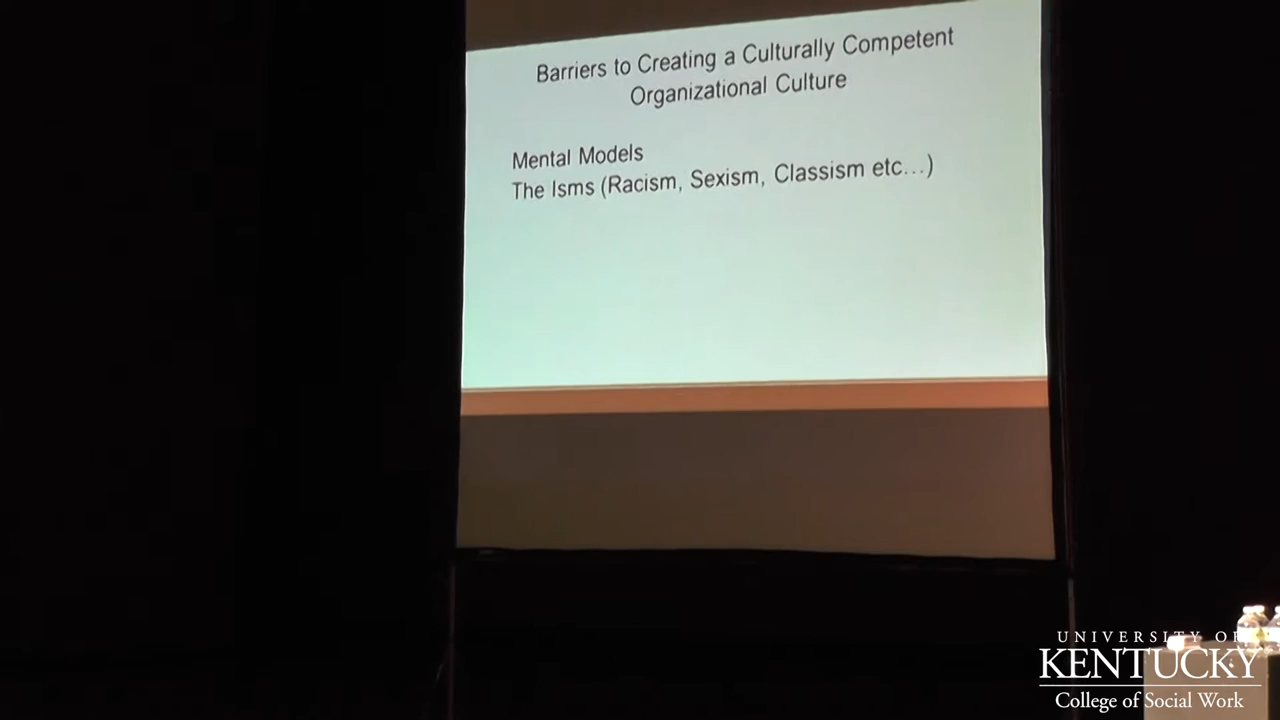 Barriers to Creating a Culturally Competent
Organizational Culture
Mental Models
The Isms (Racism, Sexism, Classism etc...)
UNIVERSITY OF
KENTUCKY
College of Social Work